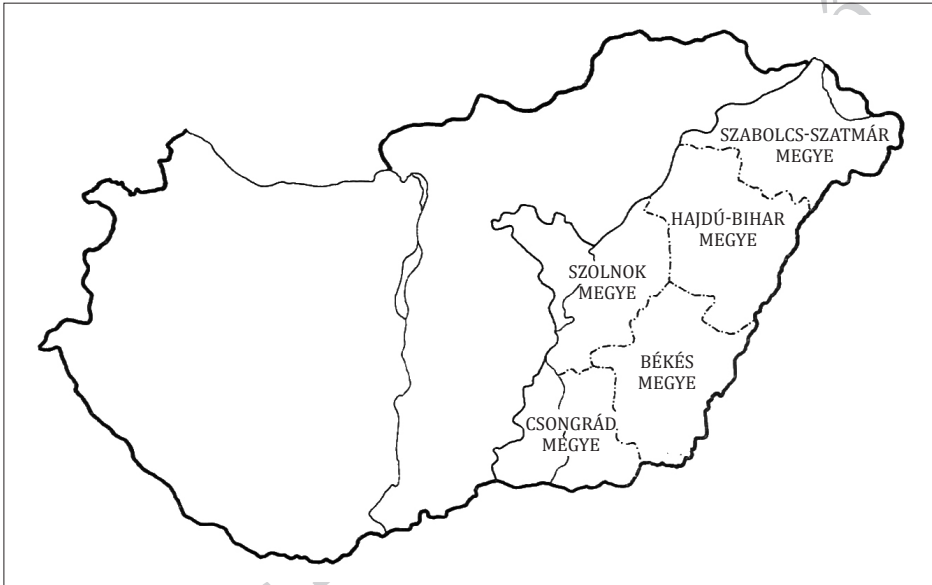 SZABOLCS-SZATMÁR
MEGYE
HAJDÚ-BIHAR
MEGYE
SZOLNOK
MEGYE
BÉKÉS
MEGYE
CSONGRÁD
MEGYE